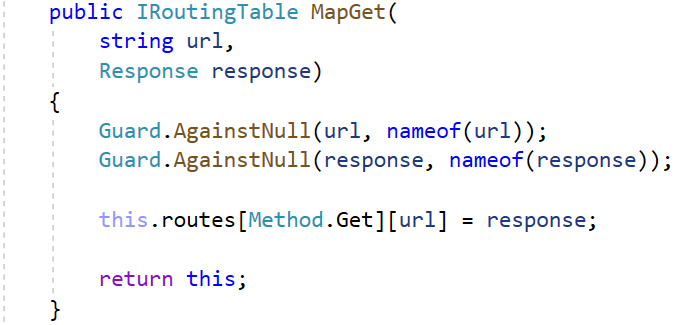 public IRoutingTable MapGet(
string url,
Response response)
{
Guard.AgainstNull(url, nameof(url));
Guard.AgainstNull(response, nameof(response));
this.routes[Method.Get][url] = response;
return this;
}